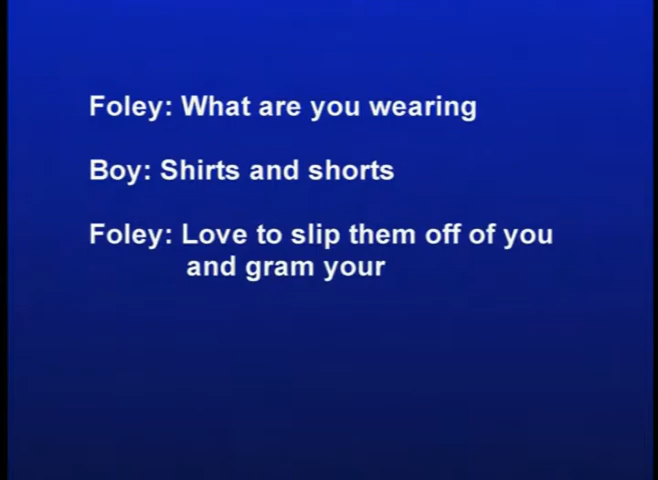 Foley: What are you wearing
Boy: Shirts and shorts
Foley: Love to slip them off of you
and gram your